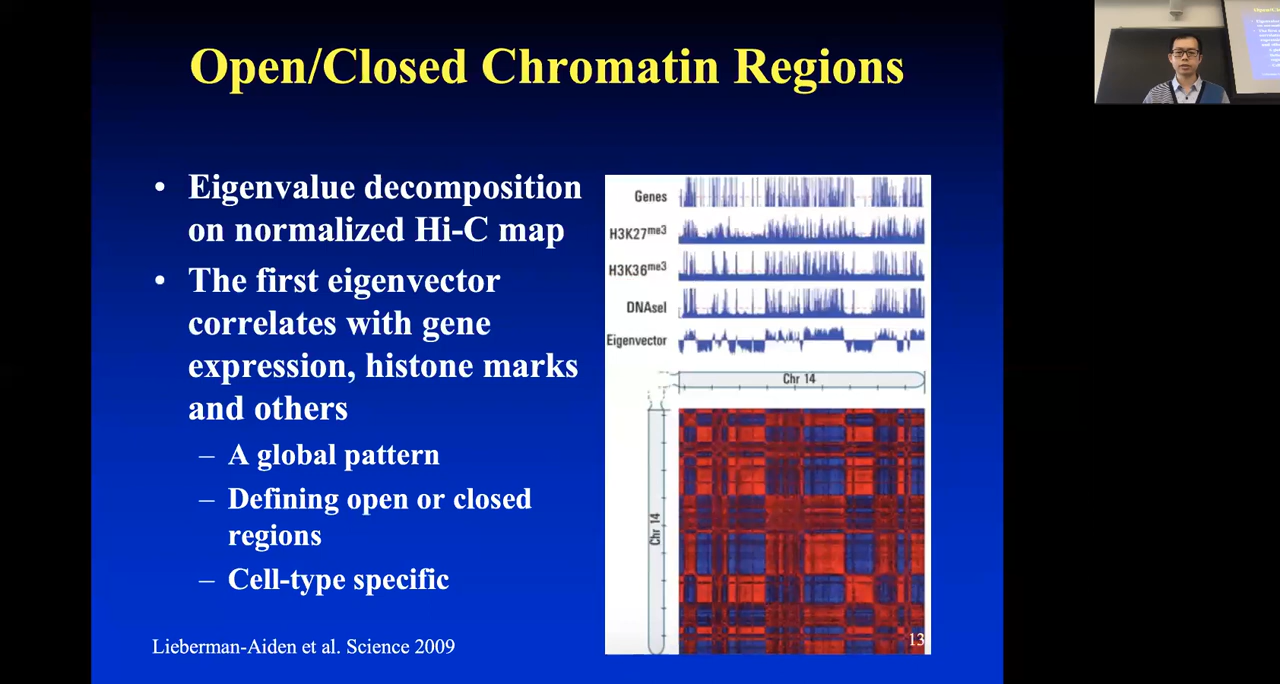 Open/Closed Chromatin Regions
• Eigenvalue decomposition
on normalized Hi-C map
• The first eigenvector
correlates with gene
expression, histone marks
and others
– A global pattern
– Defining open or closed
regions
– Cell-type specific
Lieberman-Aiden et al. Science 2009
Genes
H3K27me3
H3K36me3
DNAseI
Eigenvector
Chr 14
Chr 14
13